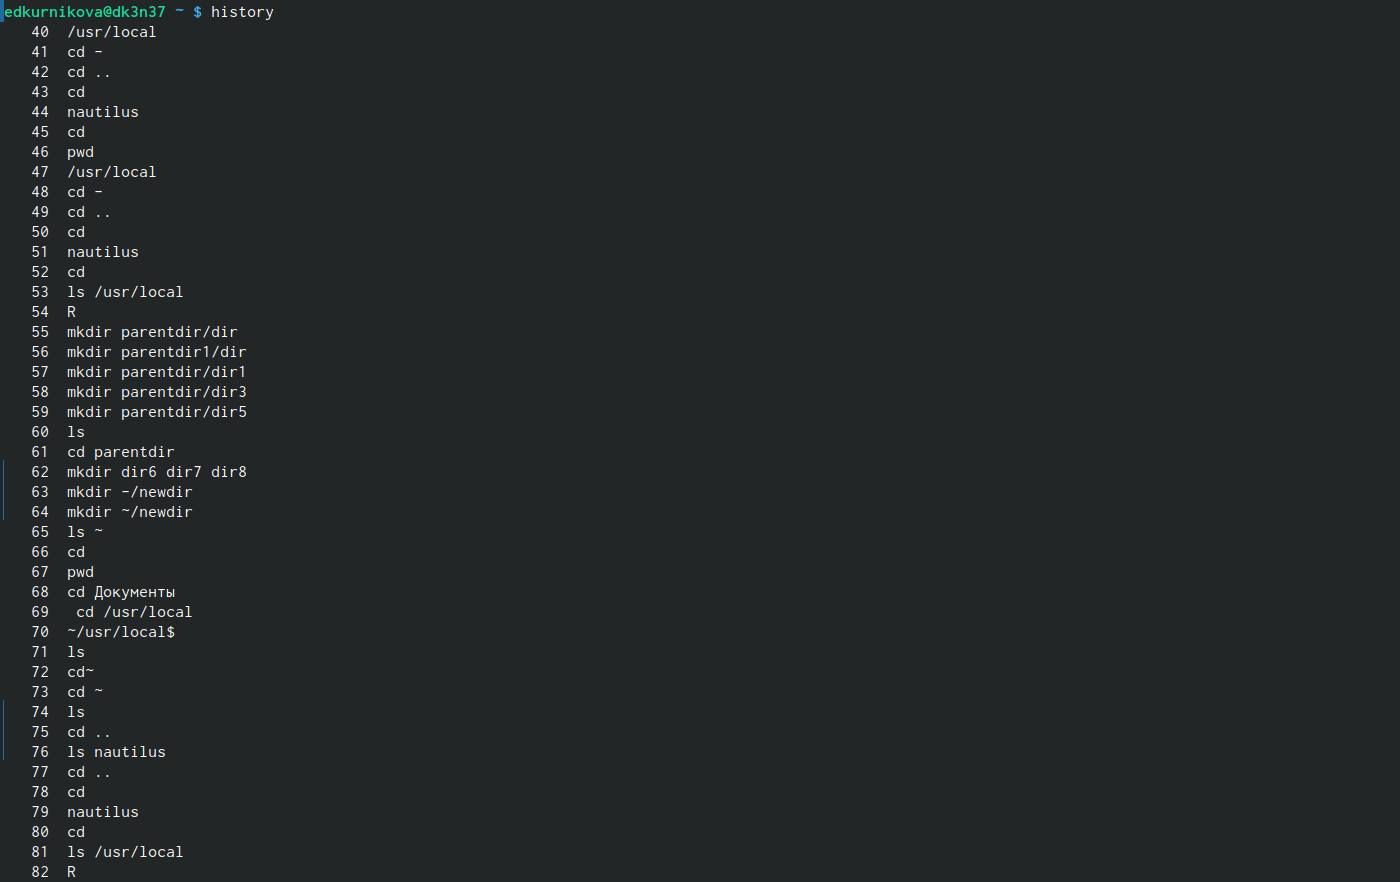 edkurnikova@dk3n37 ~ $ history
40 /usr/local
41 cd -
42 cd ..
43 cd
44 nautilus
45 cd
46 pwd
47 /usr/local
48 cd -
49 cd ..
50 cd
51 nautilus
52 cd
53 ls /usr/local
54 R
55 mkdir parentdir/dir
56 mkdir parentdir1/dir
57 mkdir parentdir/dir1
58 mkdir parentdir/dir3
59 mkdir parentdir/dir5
60 ls
61 cd parentdir
62 mkdir dir6 dir7 dir8
63 mkdir -/newdir
64 mkdir ~/newdir
65 ls ~
66 cd
67 pwd
68 cd Документы
69  cd /usr/local
70 ~/usr/local$
71 ls
72 cd~
73 cd ~
74 ls
75 cd ..
76 ls nautilus
77 cd ..
78 cd
79 nautilus
80 cd
81 ls /usr/local
82 R